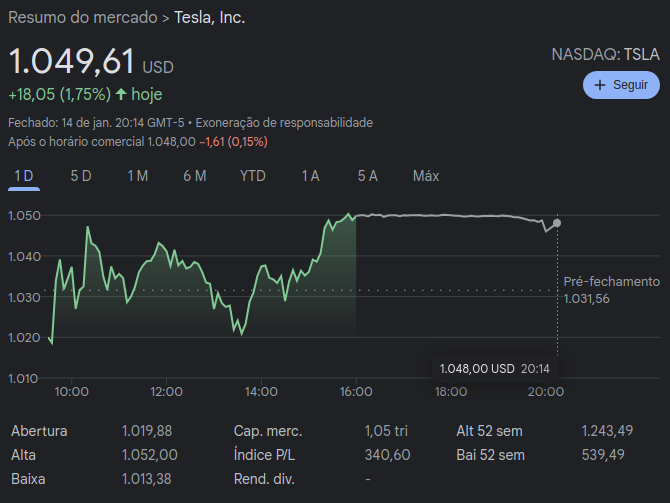 Resumo do mercado > Tesla, Inc.
1.049,61 USD
NASDAQ: TSLA
+18,05 (1,75%) ↑ hoje
+ Seguir
Fechado: 14 de jan. 20:14 GMT-5 • Exoneração de responsabilidade
Após o horário comercial 1.048,00 −1,61 (0,15%)
1 D 5 D 1 M 6 M YTD 1 A 5 A Máx
1.050
1.040
1.030
1.020
1.010
Pré-fechamento
1.031,56
1.048,00 USD 20:14
10:00 12:00 14:00 16:00 18:00 20:00
Abertura 1.019,88 Cap. merc. 1,05 tri Alt 52 sem 1.243,49
Alta 1.052,00 Índice P/L 340,60 Bai 52 sem 539,49
Baixa 1.013,38 Rend. div. -